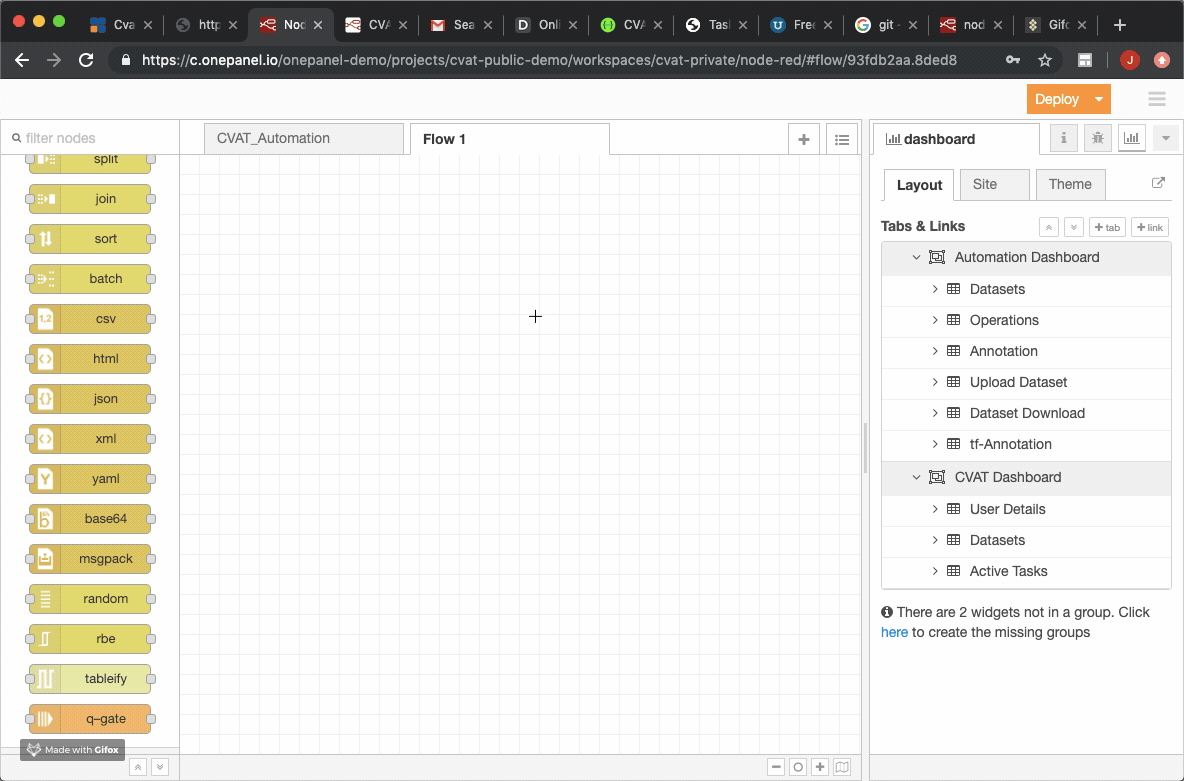 Cva
http
Nod
CVA
Sea
Onli
CVA
Tasl
Free
git -
nod
Gifo
https://c.onepanel.io/onepanel-demo/projects/cvat-public-demo/workspaces/cvat-private/node-red/#flow/93fdb2aa.8ded8
J
Deploy
filter nodes
CVAT_Automation
Flow 1
dashboard
split
join
sort
batch
csv
html
json
xml
yaml
base64
msgpack
random
rbe
tableify
q-gate
Layout
Site
Theme
Tabs & Links
+ tab
+ link
Automation Dashboard
Datasets
Operations
Annotation
Upload Dataset
Dataset Download
tf-Annotation
CVAT Dashboard
User Details
Datasets
Active Tasks
There are 2 widgets not in a group. Click
here to create the missing groups
Made with Gifox